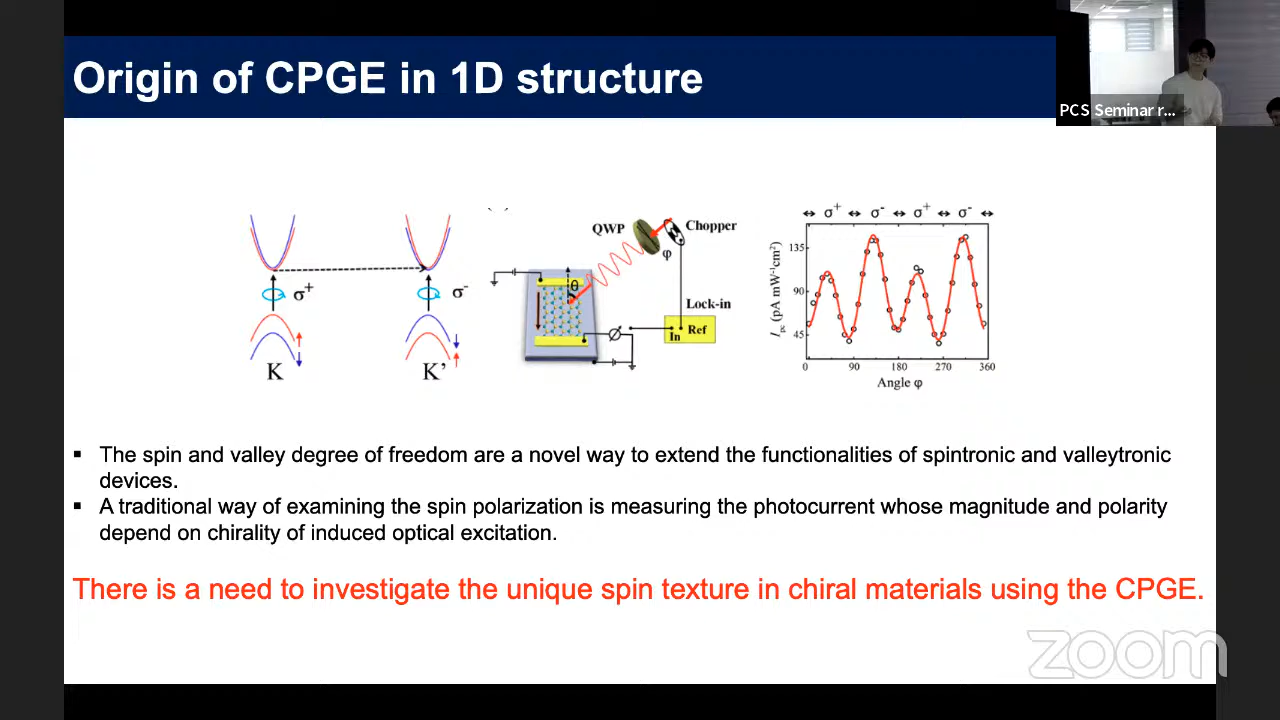 Origin of CPGE in 1D structure
PCS Seminar r...
σ+
σ-
K
K'
QWP
Chopper
φ
θ
Lock-in
In
Ref
↔ σ+ ↔ σ- ↔ σ+ ↔ σ- ↔
Ipc (pA mW-1cm2)
135
90
45
0 90 180 270 360
Angle φ
▪ The spin and valley degree of freedom are a novel way to extend the functionalities of spintronic and valleytronic
devices.
▪ A traditional way of examining the spin polarization is measuring the photocurrent whose magnitude and polarity
depend on chirality of induced optical excitation.
There is a need to investigate the unique spin texture in chiral materials using the CPGE.
zoom